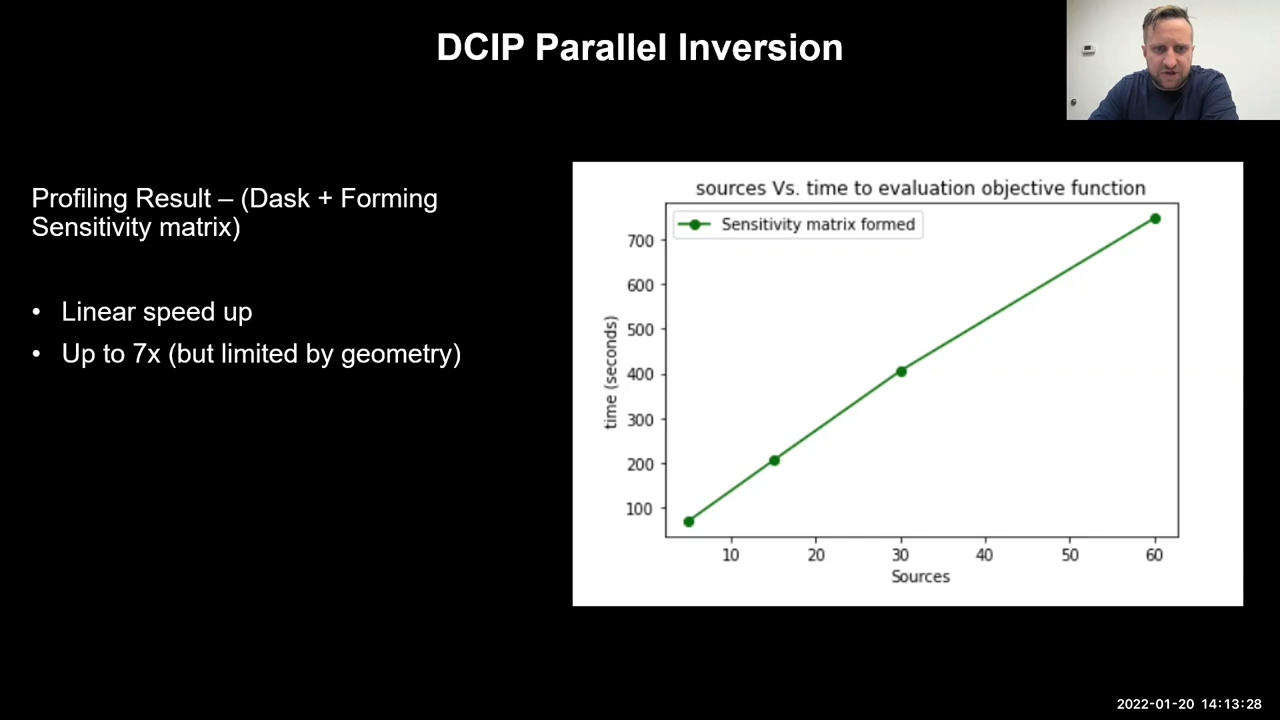 DCIP Parallel Inversion
Profiling Result – (Dask + Forming
Sensitivity matrix)
• Linear speed up
• Up to 7x (but limited by geometry)
sources Vs. time to evaluation objective function
Sensitivity matrix formed
time (seconds)
700
600
500
400
300
200
100
10 20 30 40 50 60
Sources
2022-01-20 14:13:28